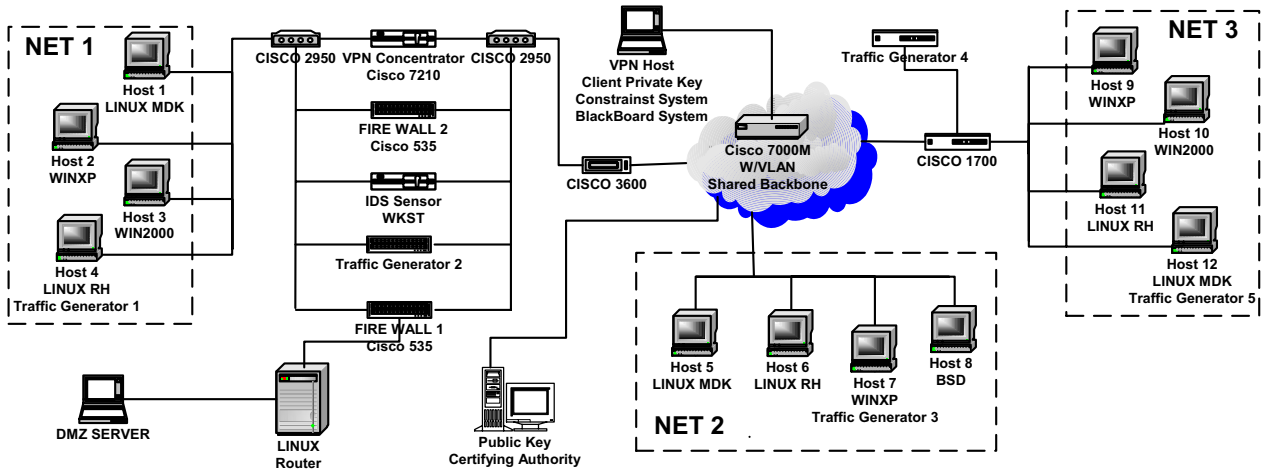 NET 1
Host 1
LINUX MDK
Host 2
WINXP
Host 3
WIN2000
Host 4
LINUX RH
Traffic Generator 1
CISCO 2950
VPN Concentrator
Cisco 7210
CISCO 2950
FIRE WALL 2
Cisco 535
IDS Sensor
WKST
Traffic Generator 2
FIRE WALL 1
Cisco 535
DMZ SERVER
LINUX
Router
Public Key
Certifying Authority
CISCO 3600
VPN Host
Client Private Key
Constrainst System
BlackBoard System
Cisco 7000M
W/VLAN
Shared Backbone
Traffic Generator 4
CISCO 1700
NET 2
Host 5
LINUX MDK
Host 6
LINUX RH
Host 7
WINXP
Traffic Generator 3
Host 8
BSD
NET 3
Host 9
WINXP
Host 10
WIN2000
Host 11
LINUX RH
Host 12
LINUX MDK
Traffic Generator 5